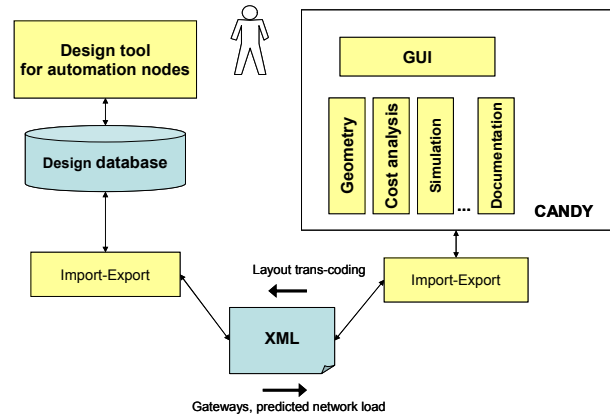 Design tool
for automation nodes
Design database
Import-Export
GUI
Geometry
Cost analysis
Simulation
...
Documentation
CANDY
Import-Export
Layout trans-coding
XML
Gateways, predicted network load